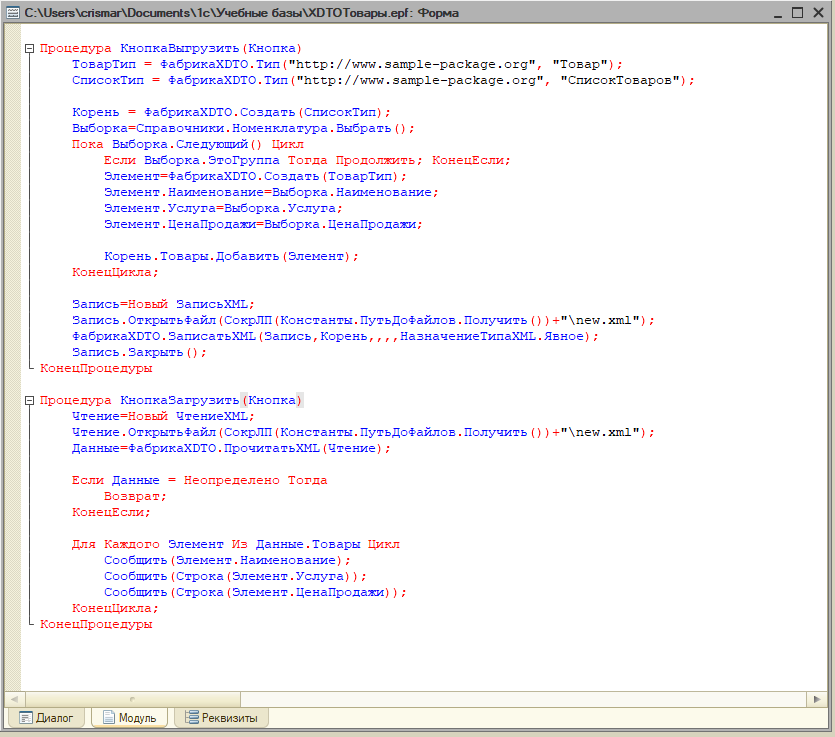 C:\Users\crismar\Documents\1c\Учебные базы\XDTOТовары.epf: Форма
Процедура КнопкаВыгрузить(Кнопка)
ТоварТип = ФабрикаXDTO.Тип("http://www.sample-package.org", "Товар");
СписокТип = ФабрикаXDTO.Тип("http://www.sample-package.org", "СписокТоваров");
Корень = ФабрикаXDTO.Создать(СписокТип);
Выборка=Справочники.Номенклатура.Выбрать();
Пока Выборка.Следующий() Цикл
Если Выборка.ЭтоГруппа Тогда Продолжить; КонецЕсли;
Элемент=ФабрикаXDTO.Создать(ТоварТип);
Элемент.Наименование=Выборка.Наименование;
Элемент.Услуга=Выборка.Услуга;
Элемент.ЦенаПродажи=Выборка.ЦенаПродажи;
Корень.Товары.Добавить(Элемент);
КонецЦикла;
Запись=Новый ЗаписьXML;
Запись.ОткрытьФайл(СокрЛП(Константы.ПутьДоФайлов.Получить())+"\new.xml");
ФабрикаXDTO.ЗаписатьXML(Запись,Корень,,,,НазначениеТипаXML.Явное);
Запись.Закрыть();
КонецПроцедуры
Процедура КнопкаЗагрузить(Кнопка)
Чтение=Новый ЧтениеXML;
Чтение.ОткрытьФайл(СокрЛП(Константы.ПутьДоФайлов.Получить())+"\new.xml");
Данные=ФабрикаXDTO.ПрочитатьXML(Чтение);
Если Данные = Неопределено Тогда
Возврат;
КонецЕсли;
Для Каждого Элемент Из Данные.Товары Цикл
Сообщить(Элемент.Наименование);
Сообщить(Строка(Элемент.Услуга));
Сообщить(Строка(Элемент.ЦенаПродажи));
КонецЦикла;
КонецПроцедуры
Диалог Модуль Реквизиты